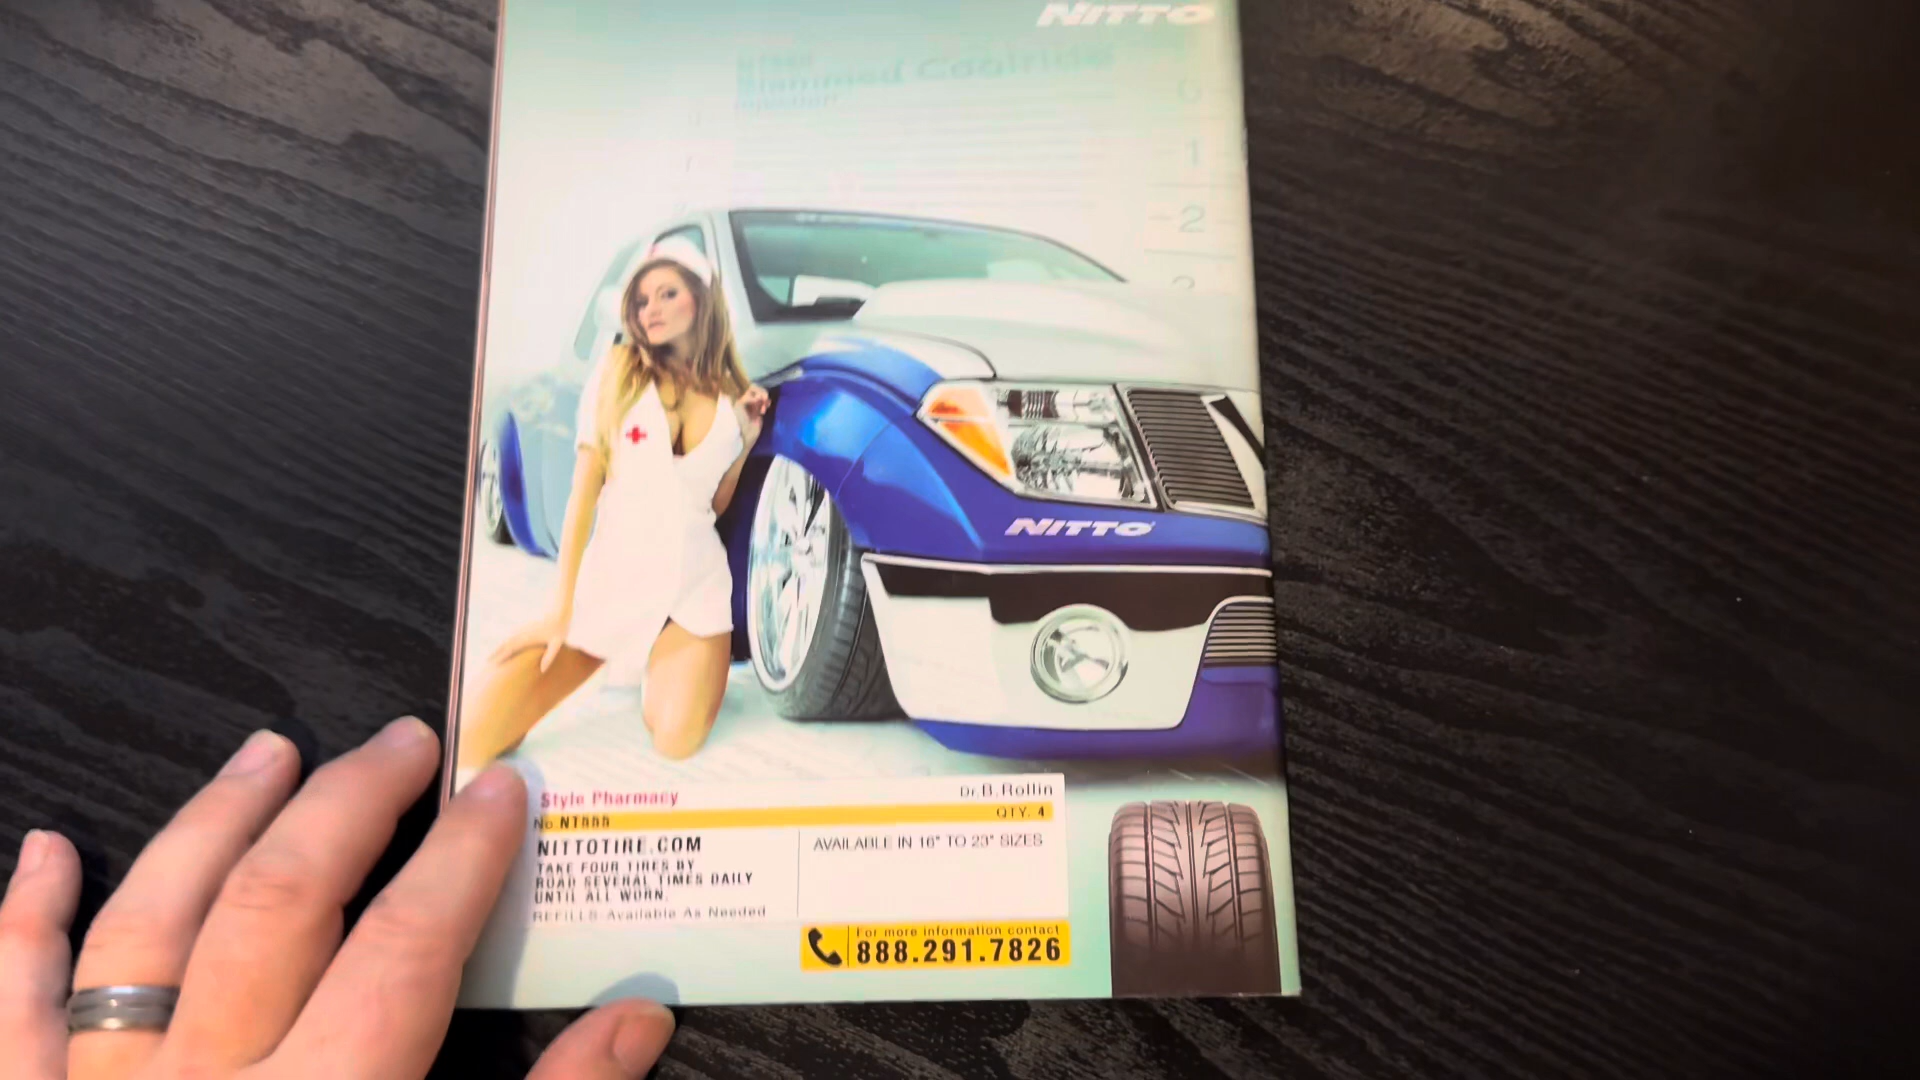 NITTO
1
2
NITTO
Style Pharmacy
Dr. B. Rollin
No NT555
QTY. 4
NITTOTIRE.COM
AVAILABLE IN 16" TO 23" SIZES
TAKE FOUR TIRES BY
ROAD SEVERAL TIMES DAILY
UNTIL ALL WORN.
REFILLS: Available As Needed
For more information contact
888.291.7826